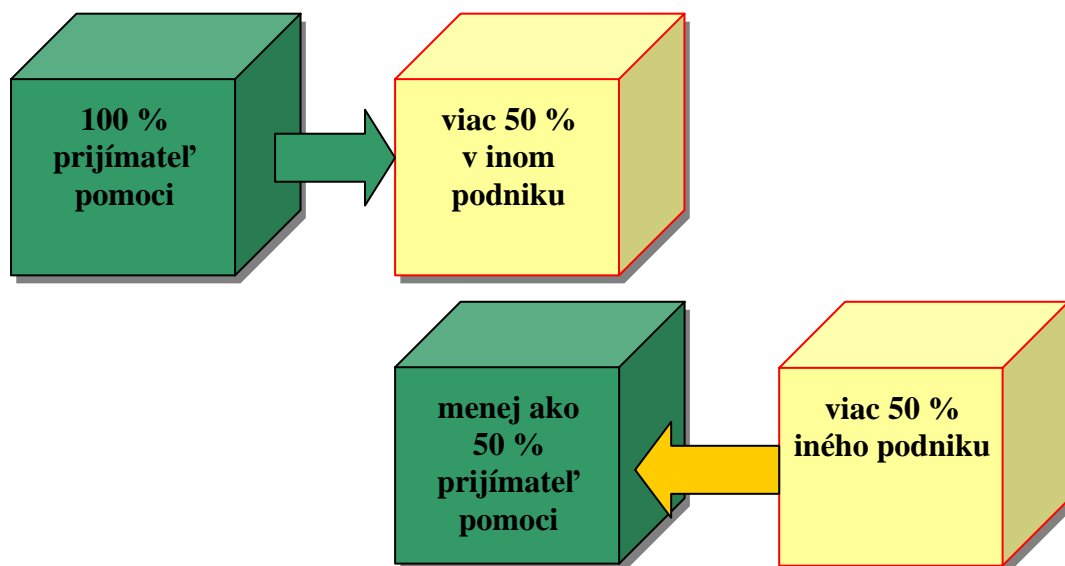 100 %
prijímateľ
pomoci
viac 50 %
v inom
podniku
menej ako
50 %
prijímateľ
pomoci
viac 50 %
iného podniku